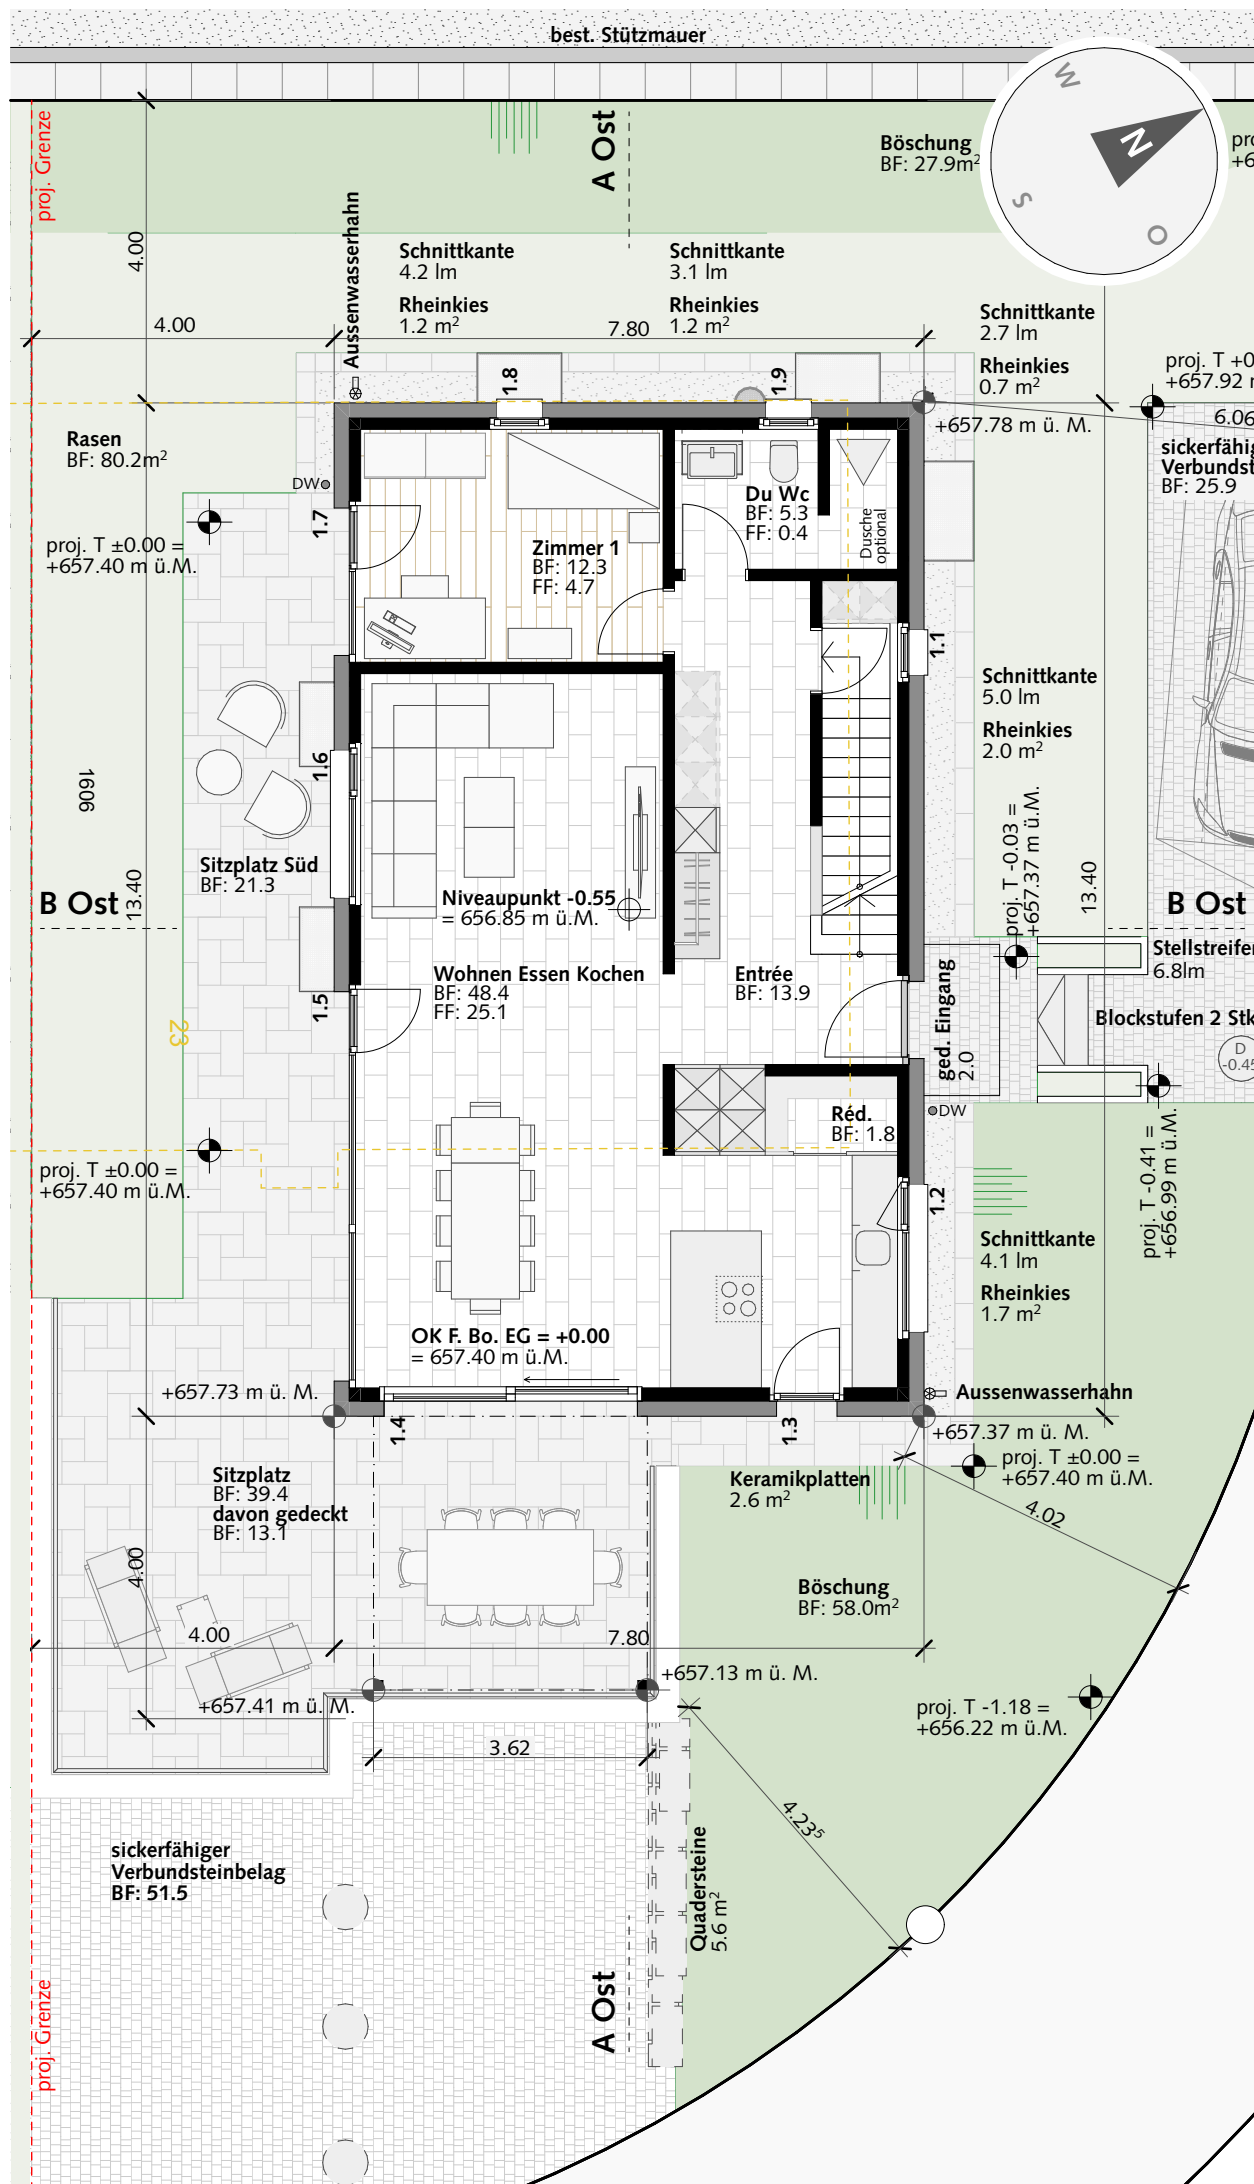 best. Stützmauer
proj. Grenze
A Ost
Böschung
BF: 27.9m²
W
N
S
O
4.00
Aussenwasserhahn
Schnittkante
4.2 lm
Rheinkies
1.2 m²
Schnittkante
3.1 lm
Rheinkies
1.2 m²
Schnittkante
2.7 lm
Rheinkies
0.7 m²
4.00
7.80
proj. T +0
+657.92 m
6.06
+657.78 m ü. M.
1.8
1.9
Rasen
BF: 80.2m²
sickerfähig
Verbundst
BF: 25.9
DW
1.7
proj. T ±0.00 =
+657.40 m ü.M.
Zimmer 1
BF: 12.3
FF: 4.7
Du Wc
BF: 5.3
FF: 0.4
Dusche
optional
1.1
Schnittkante
5.0 lm
Rheinkies
2.0 m²
1606
1.6
proj. T -0.03 =
+657.37 m ü.M.
Sitzplatz Süd
BF: 21.3
B Ost
13.40
Niveaupunkt -0.55
= 656.85 m ü.M.
13.40
B Ost
Wohnen Essen Kochen
BF: 48.4
FF: 25.1
Entrée
BF: 13.9
Stellstreifen
6.8lm
1.5
23
ged. Eingang
2.0
Blockstufen 2 Stk
D
-0.45
Réd.
BF: 1.8
DW
proj. T ±0.00 =
+657.40 m ü.M.
proj. T -0.41 =
+656.99 m ü.M.
1.2
Schnittkante
4.1 lm
Rheinkies
1.7 m²
OK F. Bo. EG = +0.00
= 657.40 m ü.M.
+657.73 m ü. M.
Aussenwasserhahn
1.4
1.3
+657.37 m ü. M.
proj. T ±0.00 =
+657.40 m ü.M.
Sitzplatz
BF: 39.4
davon gedeckt
BF: 13.1
Keramikplatten
2.6 m²
4.02
4.00
Böschung
BF: 58.0m²
4.00
7.80
+657.13 m ü. M.
+657.41 m ü. M.
proj. T -1.18 =
+656.22 m ü.M.
3.62
4.23⁵
sickerfähiger
Verbundsteinbelag
BF: 51.5
Quadersteine
5.6 m²
A Ost
proj. Grenze